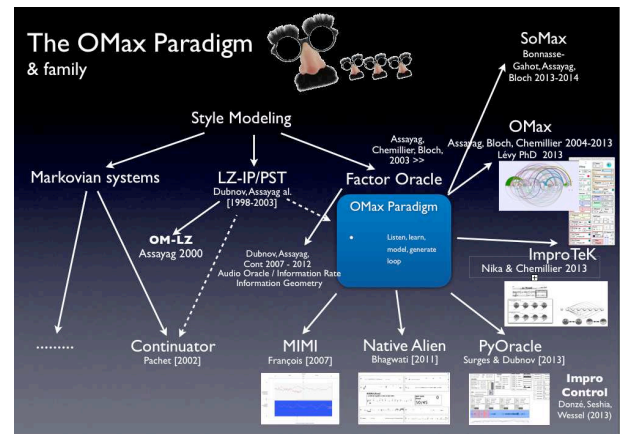 The OMax Paradigm
& family
SoMax
Bonnasse-
Gahot, Assayag,
Bloch 2013-2014
Style Modeling
Assayag,
Chemillier, Bloch,
2003 >>
OMax
Assayag, Bloch, Chemillier 2004-2013
Lévy PhD 2013
Markovian systems
LZ-IP/PST
Dubnov, Assayag al.
[1998-2003]
Factor Oracle
OMax Paradigm
• Listen, learn,
model, generate
loop
OM-LZ
Assayag 2000
Dubnov, Assayag,
Cont 2007 - 2012
Audio Oracle / Information Rate
Information Geometry
ImproTeK
Nika & Chemillier 2013
.........
Continuator
Pachet [2002]
MIMI
François [2007]
Native Alien
Bhagwati [2011]
PyOracle
Surges & Dubnov [2013]
Impro
Control
Donzé, Seshia,
Wessel (2013)